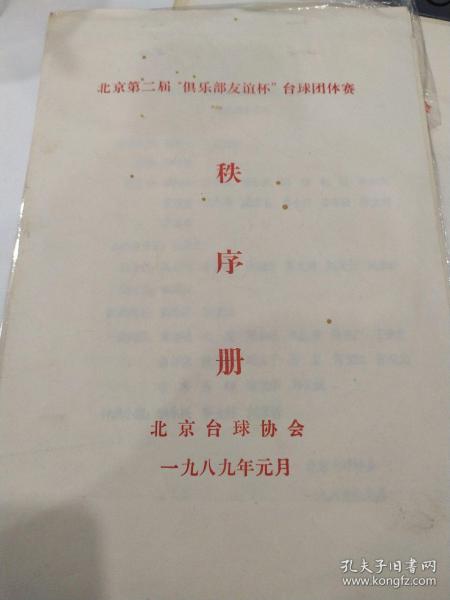 北京第二届“俱乐部友谊杯”台球团体赛
秩
序
册
北京台球协会
一九八九年元月
孔夫子旧书网
www.kongfz.com